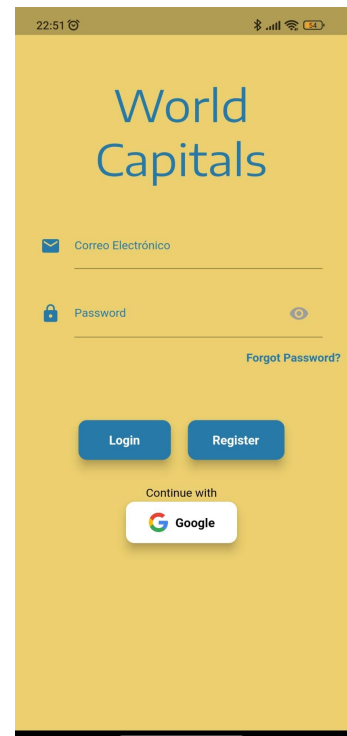 22:51
54
World
Capitals
Correo Electrónico
Password
Forgot Password?
Login Register
Continue with
Google